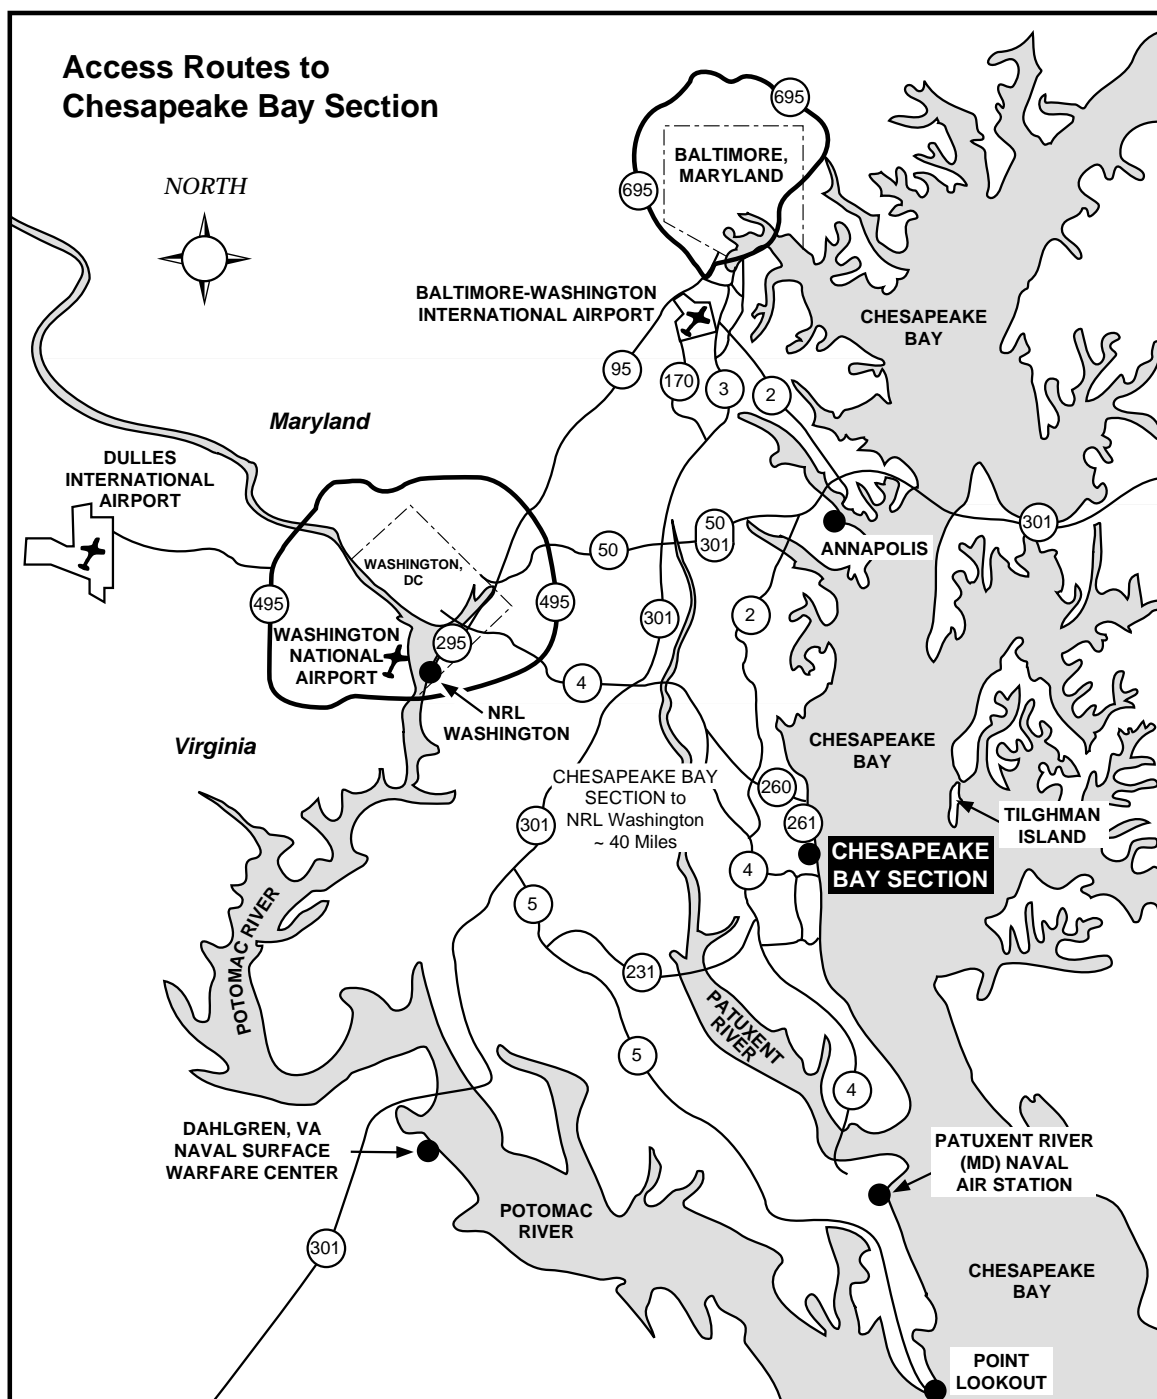 Access Routes to
Chesapeake Bay Section
NORTH
695
BALTIMORE,
MARYLAND
695
BALTIMORE-WASHINGTON
INTERNATIONAL AIRPORT
CHESAPEAKE
BAY
95
170
3
2
Maryland
DULLES
INTERNATIONAL
AIRPORT
50
301
301
ANNAPOLIS
50
WASHINGTON,
DC
495
495
301
2
295
WASHINGTON
NATIONAL
AIRPORT
4
NRL
WASHINGTON
Virginia
CHESAPEAKE
BAY
CHESAPEAKE BAY
SECTION to
NRL Washington
~ 40 Miles
260
301
261
TILGHMAN
ISLAND
CHESAPEAKE
BAY SECTION
4
5
POTOMAC RIVER
231
PATUXENT
RIVER
5
4
DAHLGREN, VA
NAVAL SURFACE
WARFARE CENTER
PATUXENT RIVER
(MD) NAVAL
AIR STATION
POTOMAC
RIVER
301
CHESAPEAKE
BAY
POINT
LOOKOUT